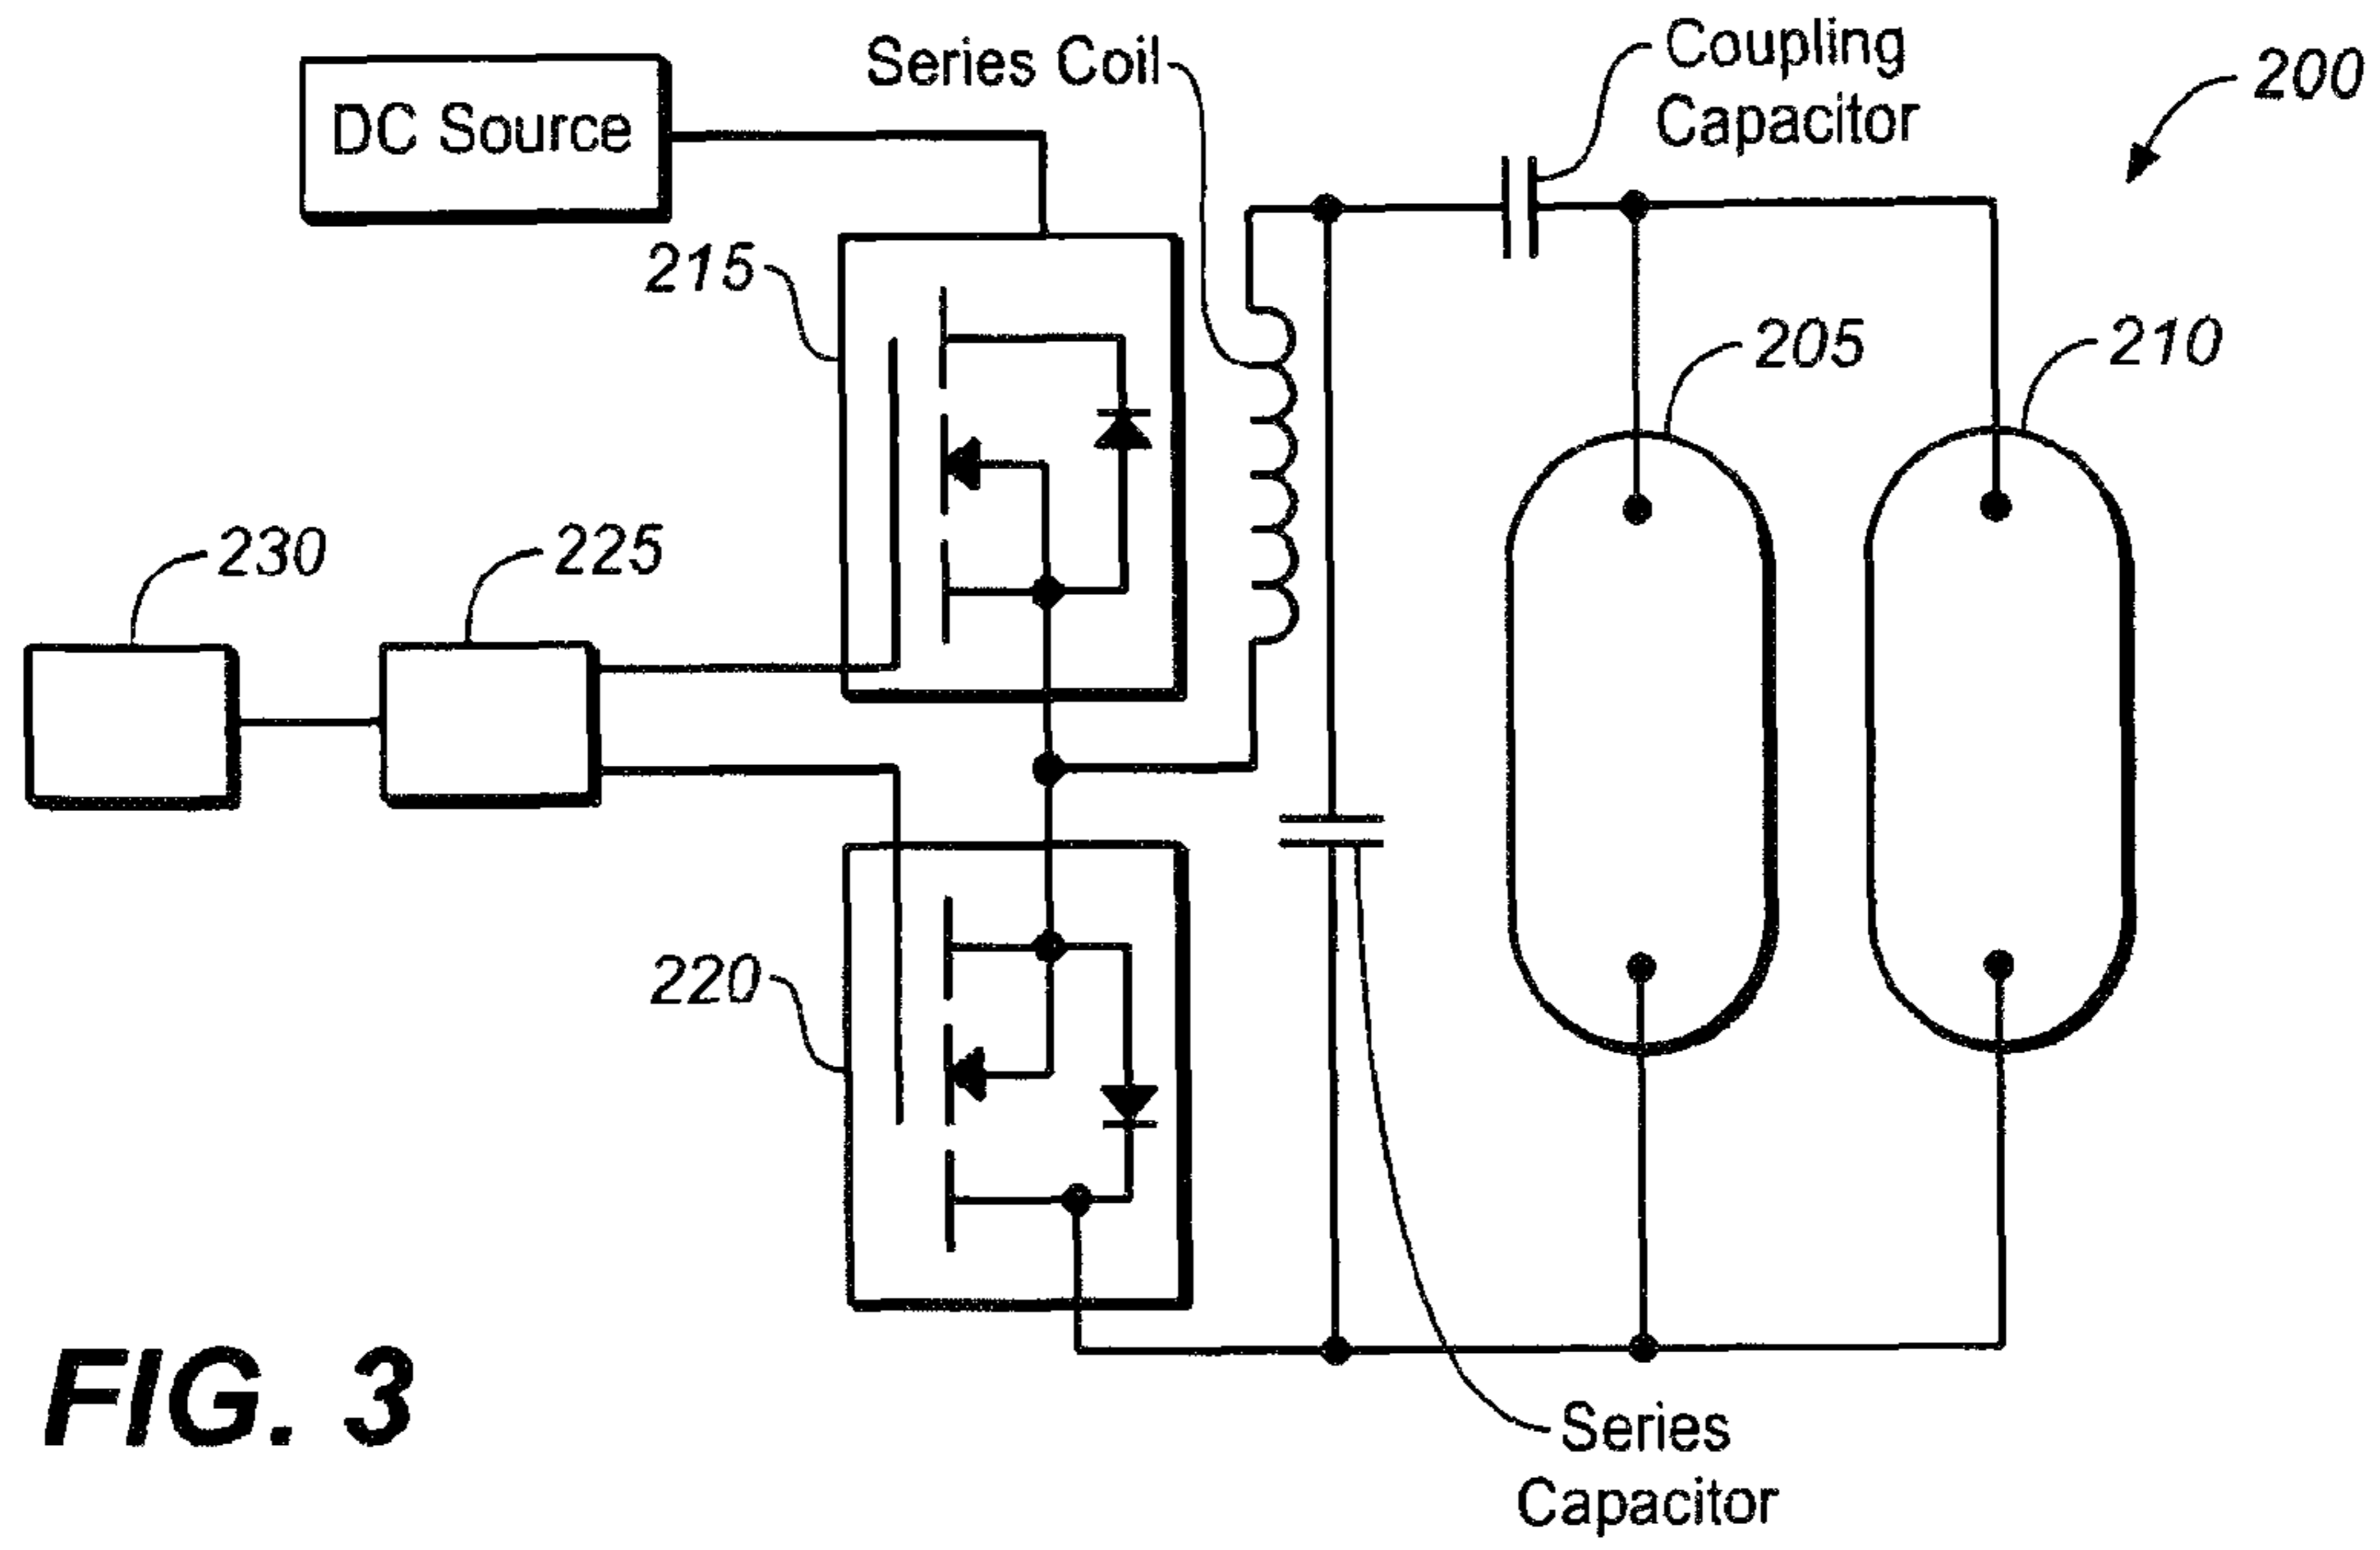 Series Coil
Coupling
Capacitor
200
DC Source
215
205
210
230
225
220
Series
Capacitor
FIG. 3